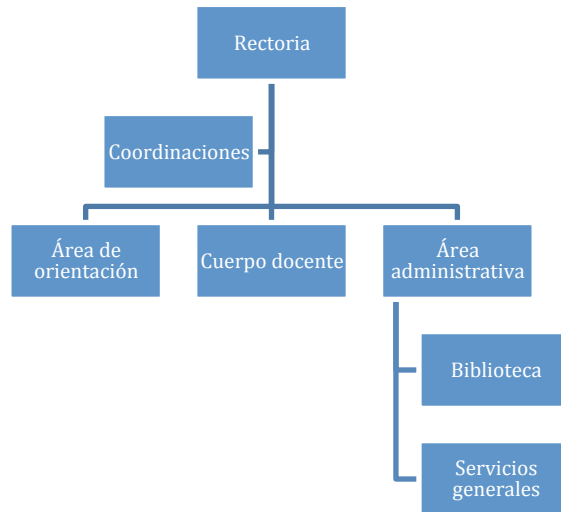 Rectoria
Coordinaciones
Área de
orientación
Cuerpo docente
Área
administrativa
Biblioteca
Servicios
generales